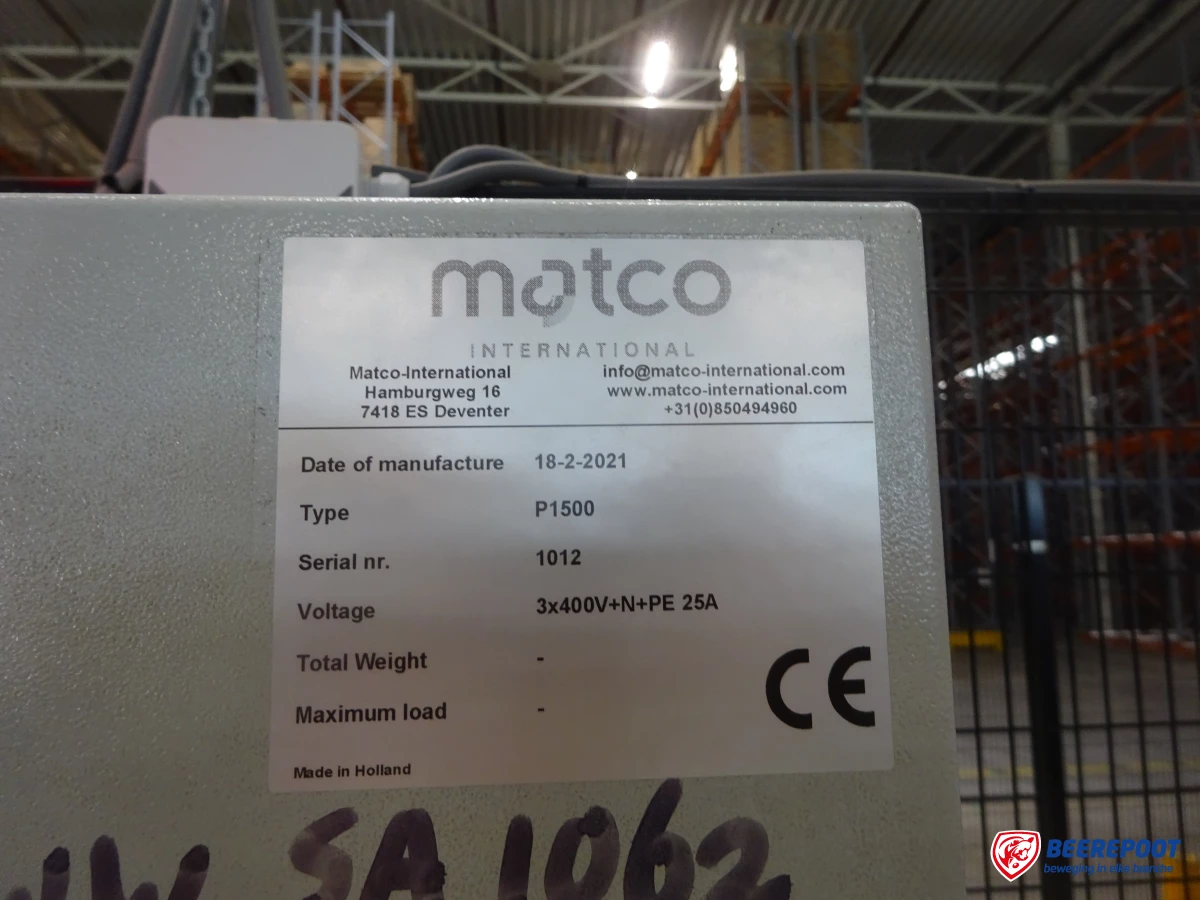 matco
INTERNATIONAL
Matco-International
Hamburgweg 16
7418 ES Deventer
info@matco-international.com
www.matco-international.com
+31(0)850494960
Date of manufacture 18-2-2021
Type P1500
Serial nr. 1012
Voltage 3x400V+N+PE 25A
Total Weight -
Maximum load -
CE
Made in Holland
SA 1062
BEEREPOOT
beweging in elke branche